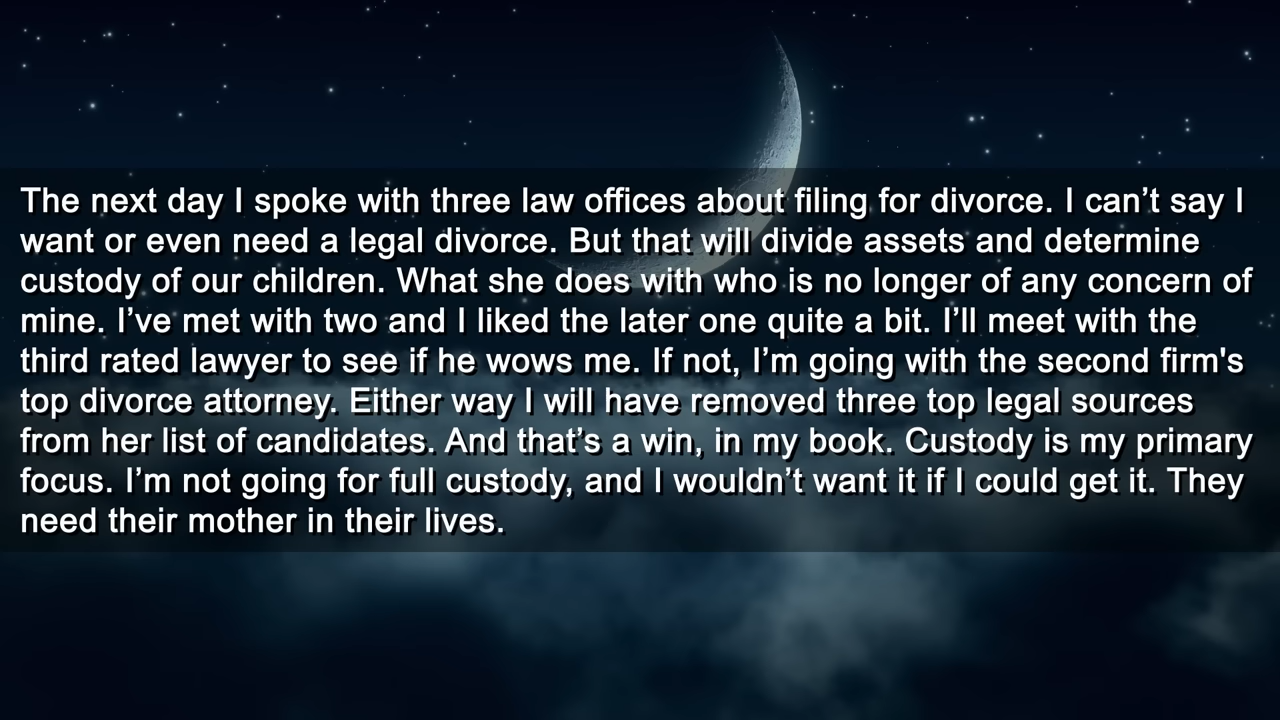 The next day I spoke with three law offices about filing for divorce. I can’t say I
want or even need a legal divorce. But that will divide assets and determine
custody of our children. What she does with who is no longer of any concern of
mine. I’ve met with two and I liked the later one quite a bit. I’ll meet with the
third rated lawyer to see if he wows me. If not, I’m going with the second firm's
top divorce attorney. Either way I will have removed three top legal sources
from her list of candidates. And that’s a win, in my book. Custody is my primary
focus. I’m not going for full custody, and I wouldn’t want it if I could get it. They
need their mother in their lives.